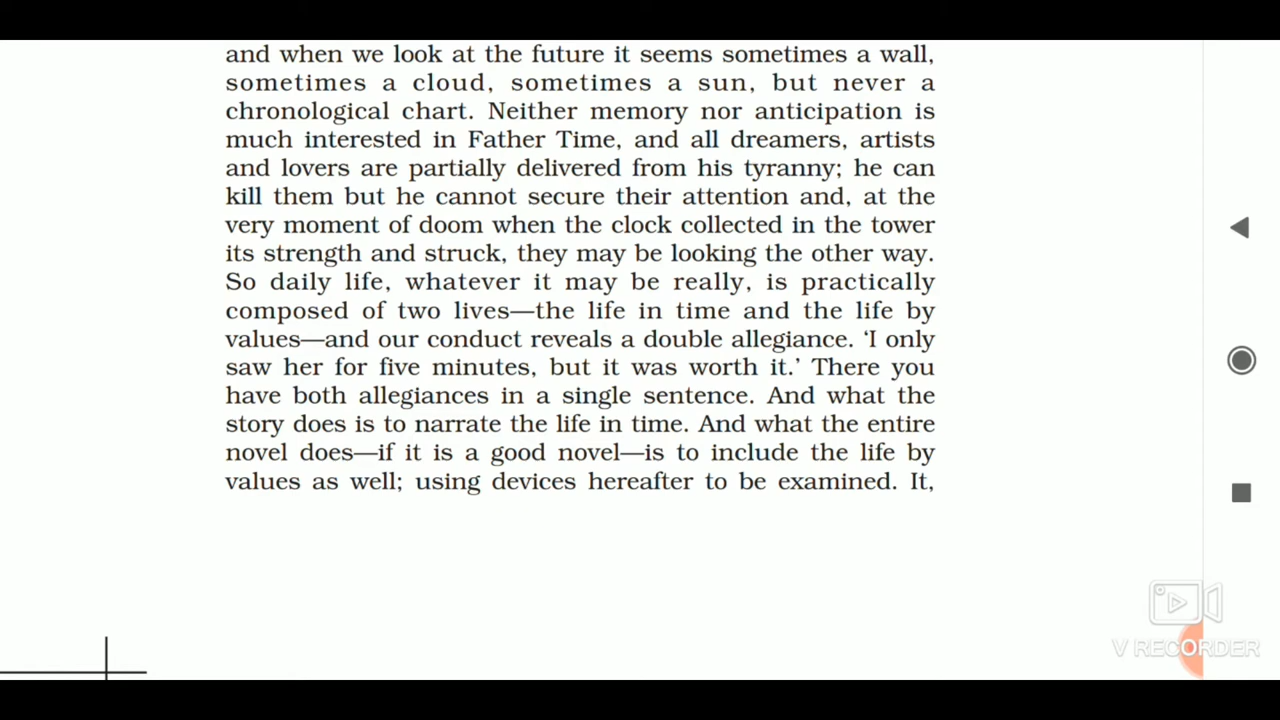 and when we look at the future it seems sometimes a wall,
sometimes a cloud, sometimes a sun, but never a
chronological chart. Neither memory nor anticipation is
much interested in Father Time, and all dreamers, artists
and lovers are partially delivered from his tyranny; he can
kill them but he cannot secure their attention and, at the
very moment of doom when the clock collected in the tower
its strength and struck, they may be looking the other way.
So daily life, whatever it may be really, is practically
composed of two lives—the life in time and the life by
values—and our conduct reveals a double allegiance. ‘I only
saw her for five minutes, but it was worth it.’ There you
have both allegiances in a single sentence. And what the
story does is to narrate the life in time. And what the entire
novel does—if it is a good novel—is to include the life by
values as well; using devices hereafter to be examined. It,
V RECORDER